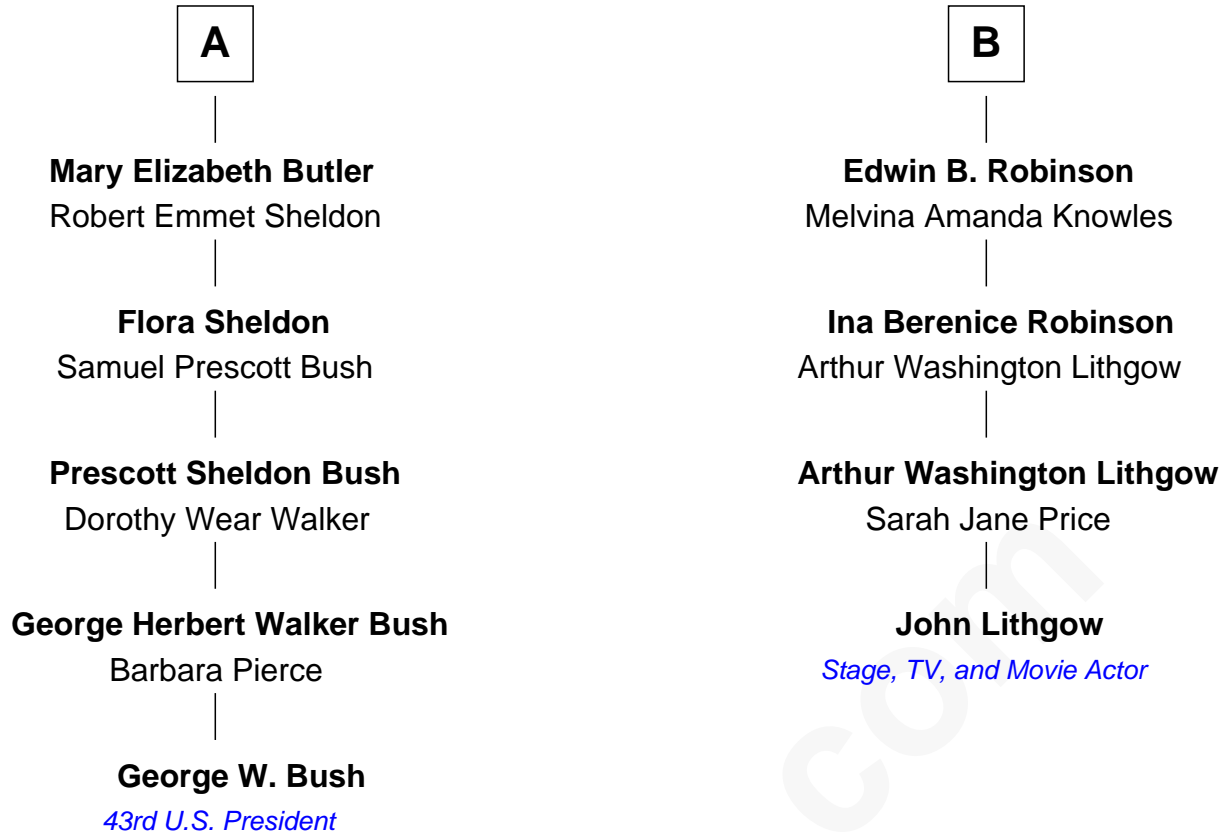 A
Mary Elizabeth Butler
Robert Emmet Sheldon
Flora Sheldon
Samuel Prescott Bush
Prescott Sheldon Bush
Dorothy Wear Walker
George Herbert Walker Bush
Barbara Pierce
George W. Bush
43rd U.S. President
B
Edwin B. Robinson
Melvina Amanda Knowles
Ina Berenice Robinson
Arthur Washington Lithgow
Arthur Washington Lithgow
Sarah Jane Price
John Lithgow
Stage, TV, and Movie Actor
com